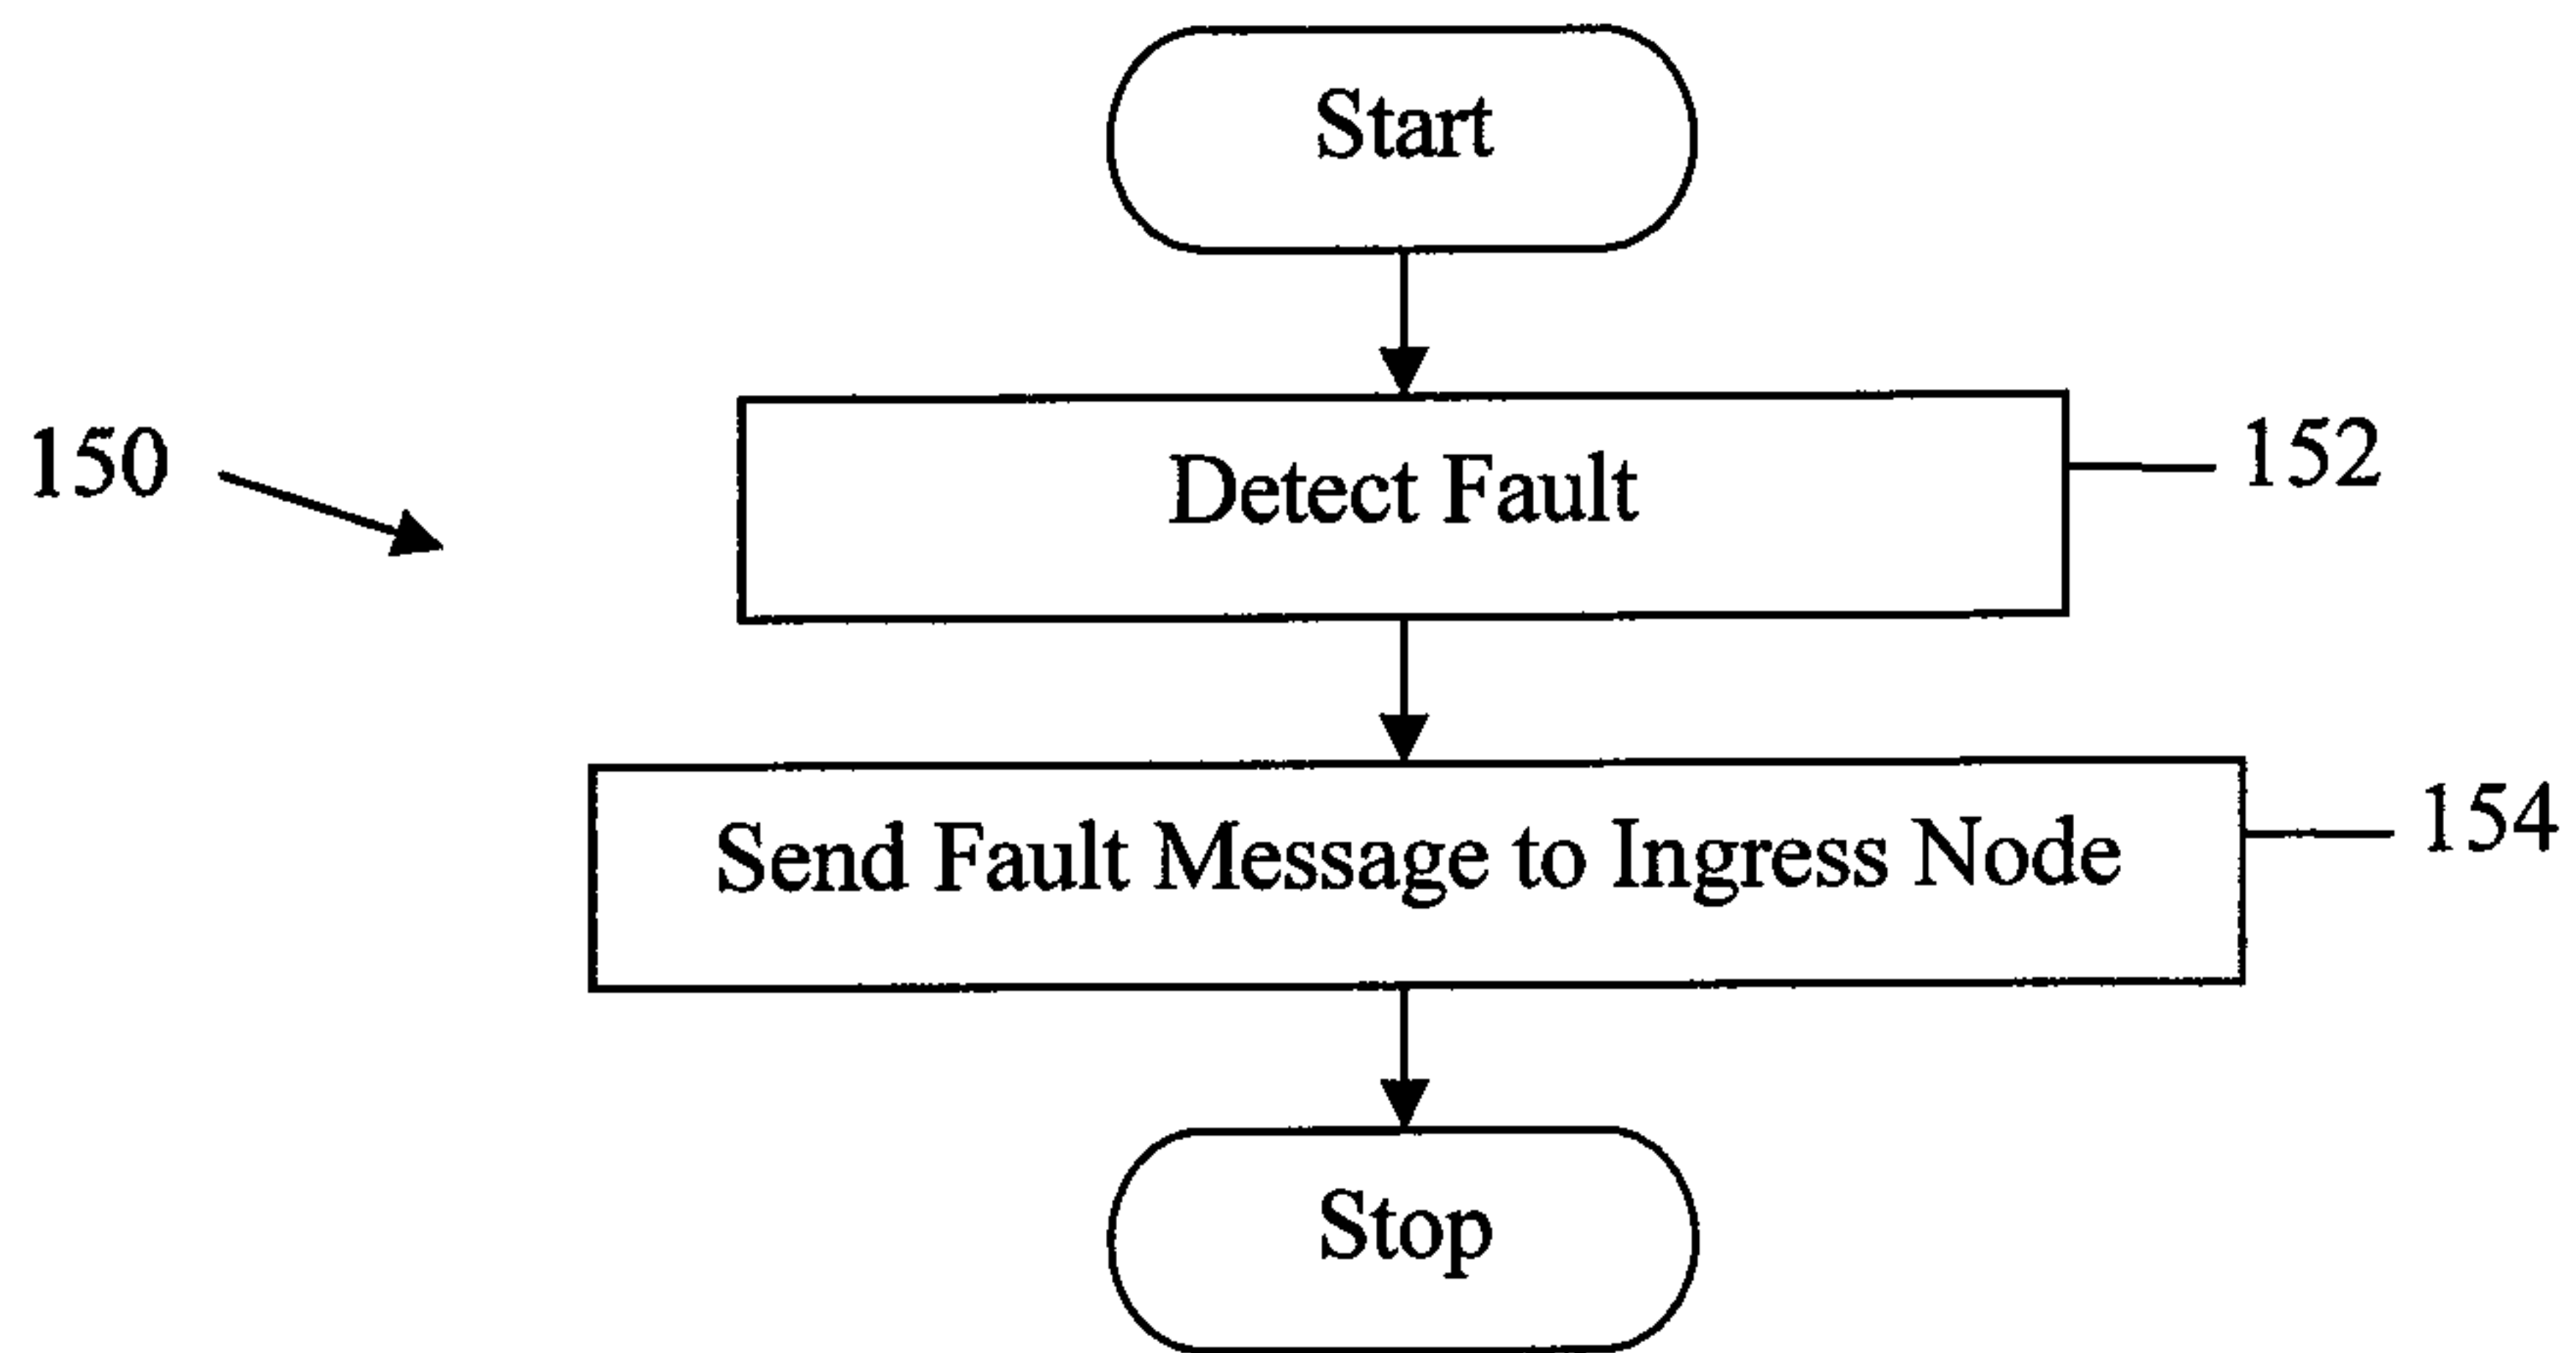 Start
150
Detect Fault
152
Send Fault Message to Ingress Node
154
Stop